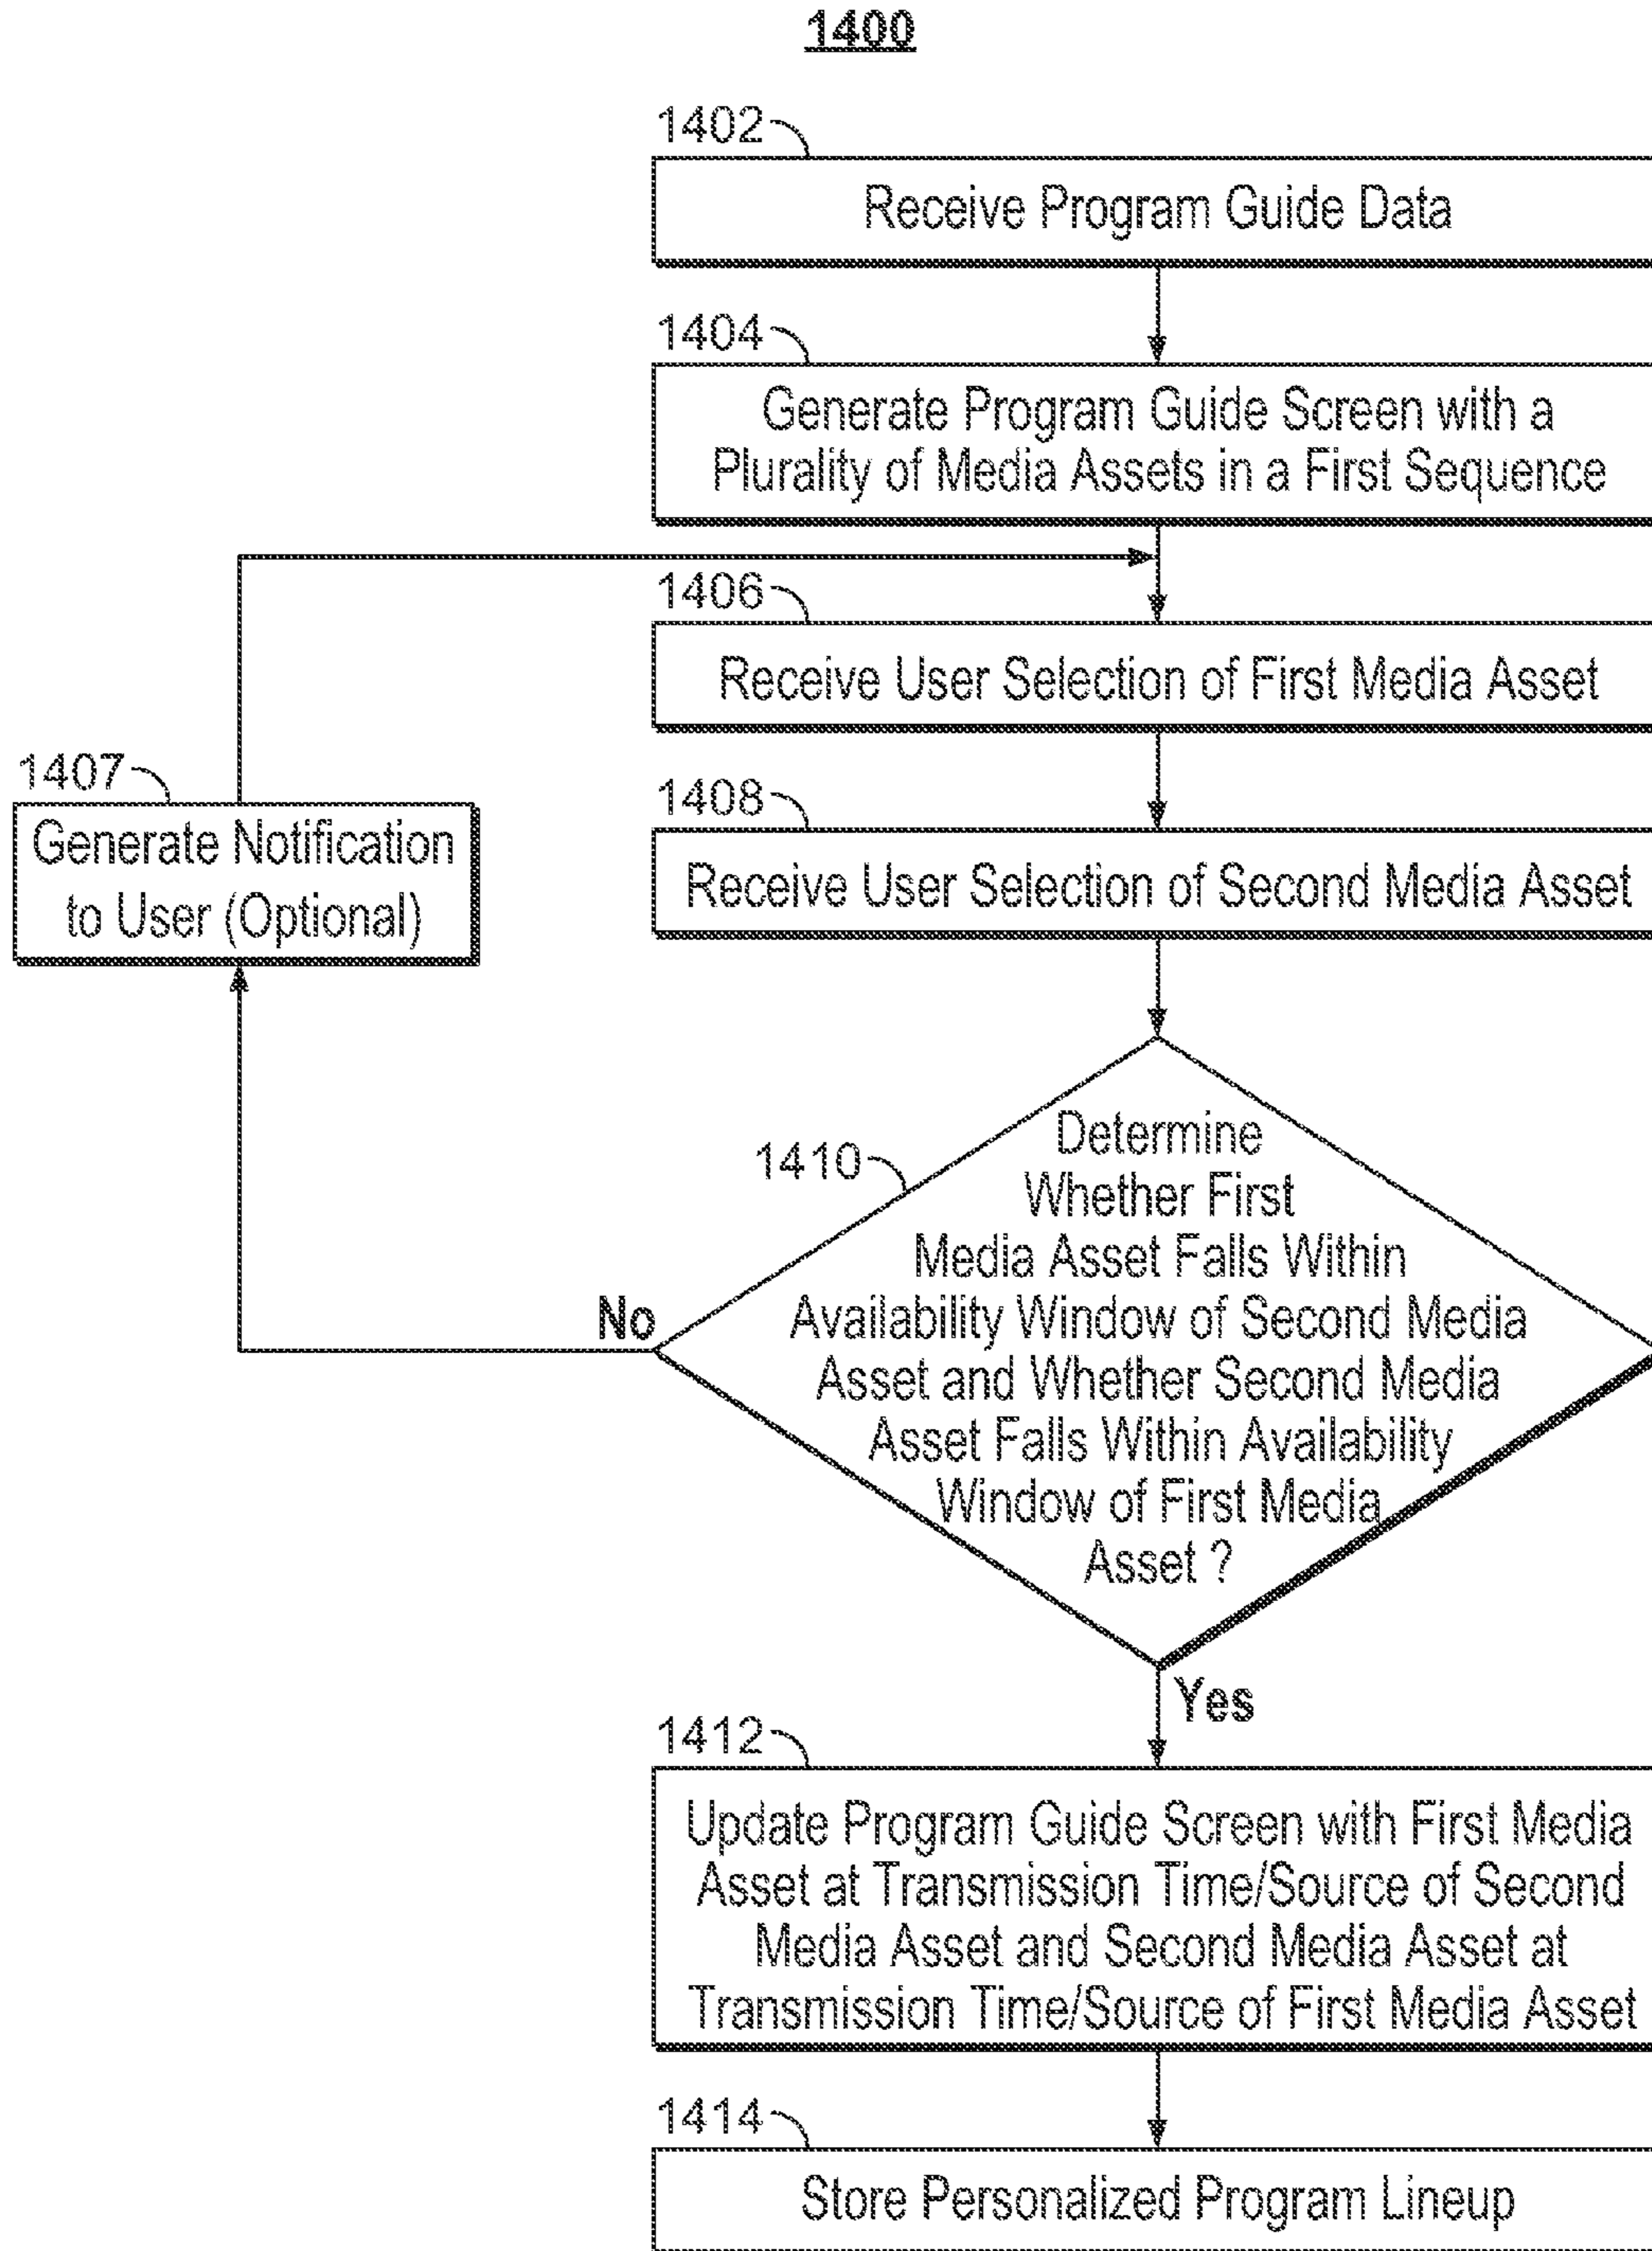 1400
1402
Receive Program Guide Data
1404
Generate Program Guide Screen with a
Plurality of Media Assets in a First Sequence
1406
Receive User Selection of First Media Asset
1407
Generate Notification
to User (Optional)
1408
Receive User Selection of Second Media Asset
1410
Determine
Whether First
Media Asset Falls Within
Availability Window of Second Media
Asset and Whether Second Media
Asset Falls Within Availability
Window of First Media
Asset ?
No
Yes
1412
Update Program Guide Screen with First Media
Asset at Transmission Time/Source of Second
Media Asset and Second Media Asset at
Transmission Time/Source of First Media Asset
1414
Store Personalized Program Lineup